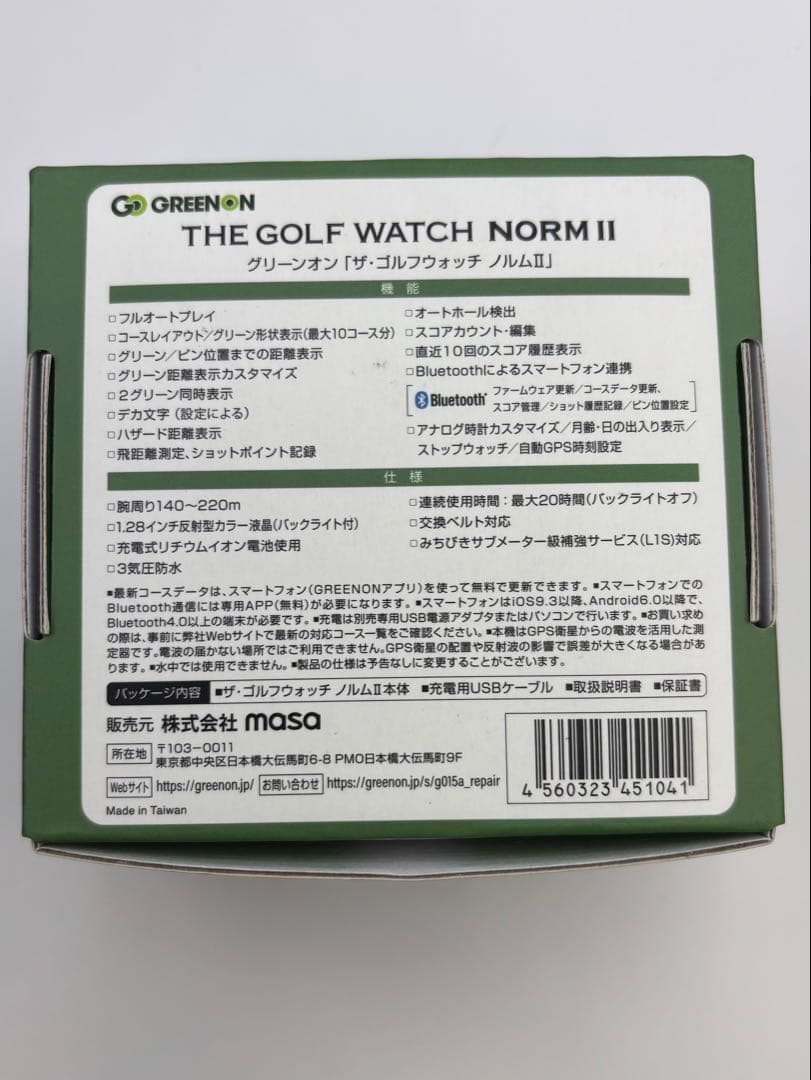 GO GREENON
THE GOLF WATCH NORM II
グリーンオン「ザ・ゴルフウォッチ ノルムⅡ」
機能
□フルオートプレイ
□コースレイアウト/グリーン形状表示(最大10コース分)
□グリーン/ピン位置までの距離表示
□グリーン距離表示カスタマイズ
□2グリーン同時表示
□デカ文字(設定による)
□ハザード距離表示
□飛距離測定、ショットポイント記録
□オートホール検出
□スコアカウント・編集
□直近10回のスコア履歴表示
□Bluetoothによるスマートフォン連携
Bluetooth ファームウェア更新/コースデータ更新、
スコア管理/ショット履歴記録/ピン位置設定
□アナログ時計カスタマイズ/月齢・日の出入り表示/
ストップウォッチ/自動GPS時刻設定
仕様
□腕周り140〜220m
□1.28インチ反射型カラー液晶(バックライト付)
□充電式リチウムイオン電池使用
□3気圧防水
□連続使用時間:最大20時間(バックライトオフ)
□交換ベルト対応
□みちびきサブメーター級補強サービス(L1S)対応
■最新コースデータは、スマートフォン(GREENONアプリ)を使って無料で更新できます。■スマートフォンでの
Bluetooth通信には専用APP(無料)が必要になります。■スマートフォンはiOS9.3以降、Android6.0以降で、
Bluetooth4.0以上の端末が必要です。■充電は別売専用USB電源アダプタまたはパソコンで行います。■お買い求め
の際は、事前に弊社Webサイトで最新の対応コース一覧をご確認ください。■本機はGPS衛星からの電波を活用した測
定器です。電波の届かない場所ではご利用できません。GPS衛星の配置や反射波の影響で誤差が大きくなる場合があ
ります。■水中では使用できません。■製品の仕様は予告なしに変更することがございます。
パッケージ内容 ■ザ・ゴルフウォッチ ノルムⅡ本体 ■充電用USBケーブル ■取扱説明書 ■保証書
販売元 株式会社 masa
所在地 〒103-0011
東京都中央区日本橋大伝馬町6-8 PMO日本橋大伝馬町9F
Webサイト https://greenon.jp/ お問い合わせ https://greenon.jp/s/g015a_repair
Made in Taiwan
4 560323 451041